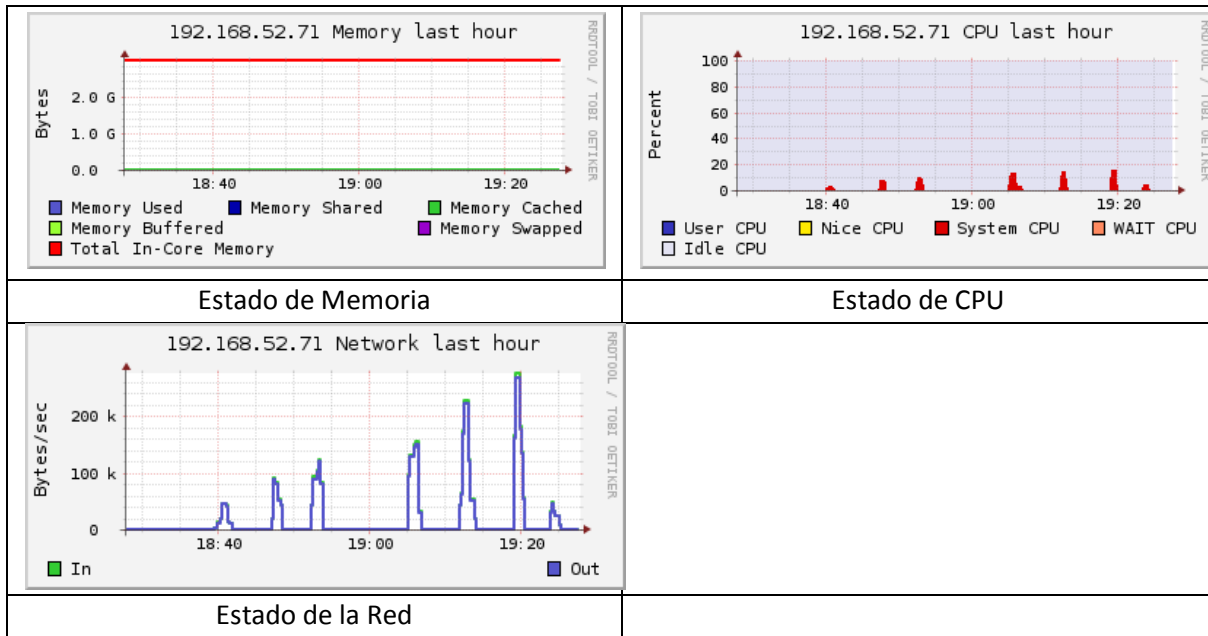 192.168.52.71 Memory last hour
RRDTOOL / TOBI OETIKER
Bytes
2.0 G
1.0 G
0.0
18:40 19:00 19:20
Memory Used Memory Shared Memory Cached
Memory Buffered Memory Swapped
Total In-Core Memory
Estado de Memoria
192.168.52.71 CPU last hour
RRDTOOL / TOBI OETIKER
Percent
100
80
60
40
20
0
18:40 19:00 19:20
User CPU Nice CPU System CPU WAIT CPU
Idle CPU
Estado de CPU
192.168.52.71 Network last hour
RRDTOOL / TOBI OETIKER
Bytes/sec
200 k
100 k
0
18:40 19:00 19:20
In Out
Estado de la Red